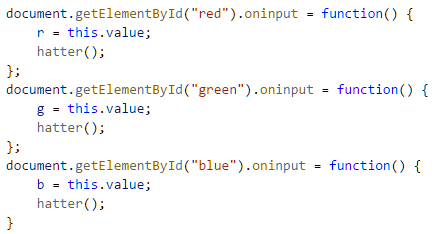 document.getElementById("red").oninput = function() {
    r = this.value;
    hatter();
};
document.getElementById("green").oninput = function() {
    g = this.value;
    hatter();
};
document.getElementById("blue").oninput = function() {
    b = this.value;
    hatter();
}